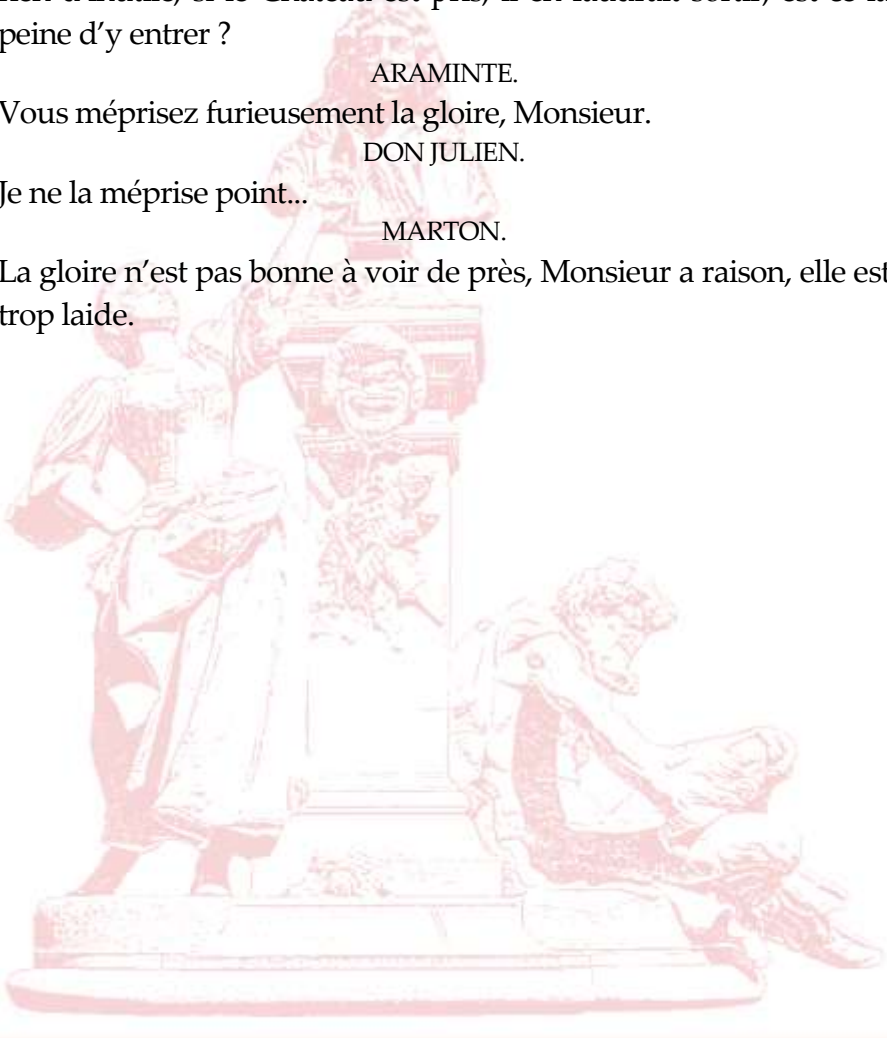 peine d'y entrer ?
ARAMINTE.
Vous méprisez furieusement la gloire, Monsieur.
DON JULIEN.
Je ne la méprise point...
MARTON.
La gloire n'est pas bonne à voir de près, Monsieur a raison, elle est
trop laide.